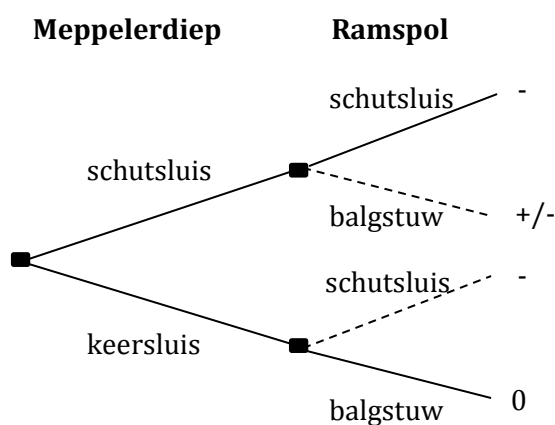 Meppelerdiep Ramspol
schutsluis -
schutsluis
balgstuw +/-
schutsluis -
keersluis
balgstuw 0